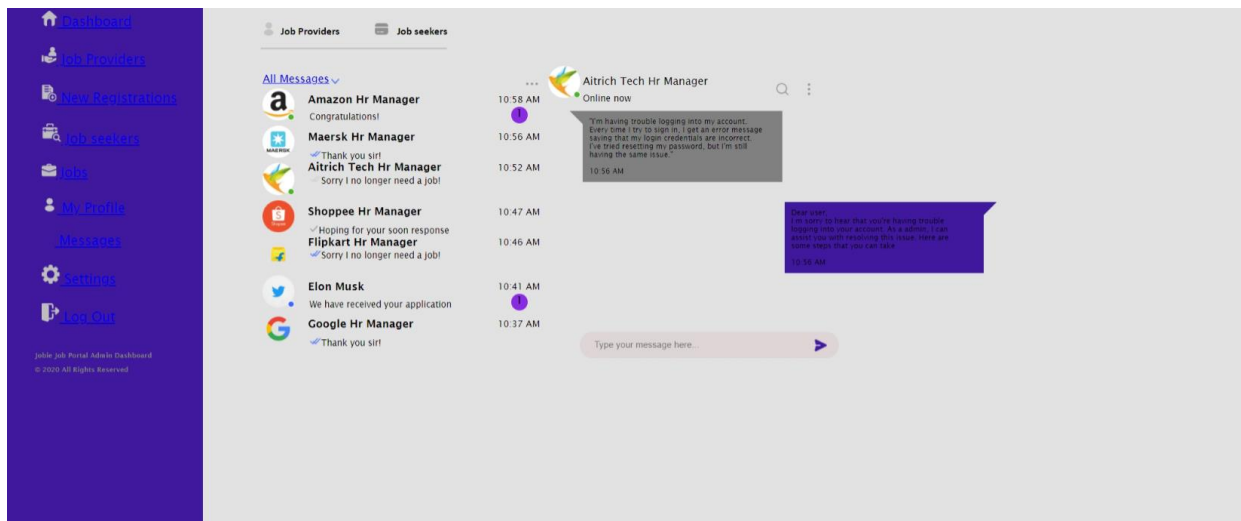 Dashboard
Job Providers
New Registrations
Job seekers
Jobs
My Profile
Messages
Settings
Log Out
Joble Job Portal Admin Dashboard
© 2020 All Rights Reserved
Job Providers
Job seekers
All Messages
...
Amazon Hr Manager
10:58 AM
Congratulations!
1
Maersk Hr Manager
10:56 AM
MAERSK
Thank you sir!
Aitrich Tech Hr Manager
10:52 AM
Sorry I no longer need a job!
Shoppee Hr Manager
10:47 AM
Hoping for your soon response
Flipkart Hr Manager
10:46 AM
Sorry I no longer need a job!
Elon Musk
10:41 AM
We have received your application
1
Google Hr Manager
10:37 AM
Thank you sir!
Aitrich Tech Hr Manager
Online now
"I'm having trouble logging into my account.
Every time I try to sign in, I get an error message
saying that my login credentials are incorrect.
I've tried resetting my password, but I'm still
having the same issue."
10:56 AM
Dear user,
I'm sorry to hear that you're having trouble
logging into your account. As a admin, I can
assist you with resolving this issue. Here are
some steps that you can take
10:58 AM
Type your message here...